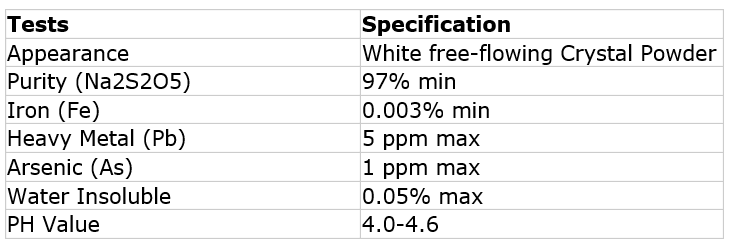 Tests Specification
Appearance White free-flowing Crystal Powder
Purity (Na2S2O5) 97% min
Iron (Fe) 0.003% min
Heavy Metal (Pb) 5 ppm max
Arsenic (As) 1 ppm max
Water Insoluble 0.05% max
PH Value 4.0-4.6